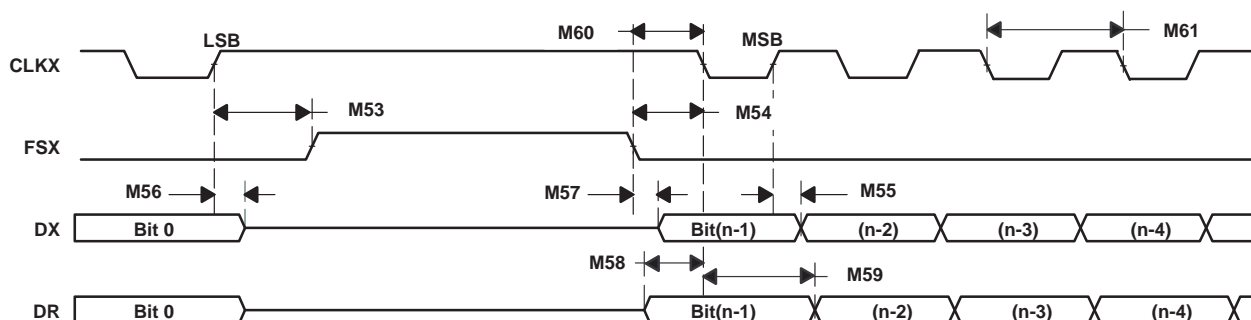 M60 LSB MSB M61
CLKX
M53 M54
FSX
M56 M57 M55
DX Bit 0 Bit(n-1) (n-2) (n-3) (n-4)
M58 M59
DR Bit 0 Bit(n-1) (n-2) (n-3) (n-4)